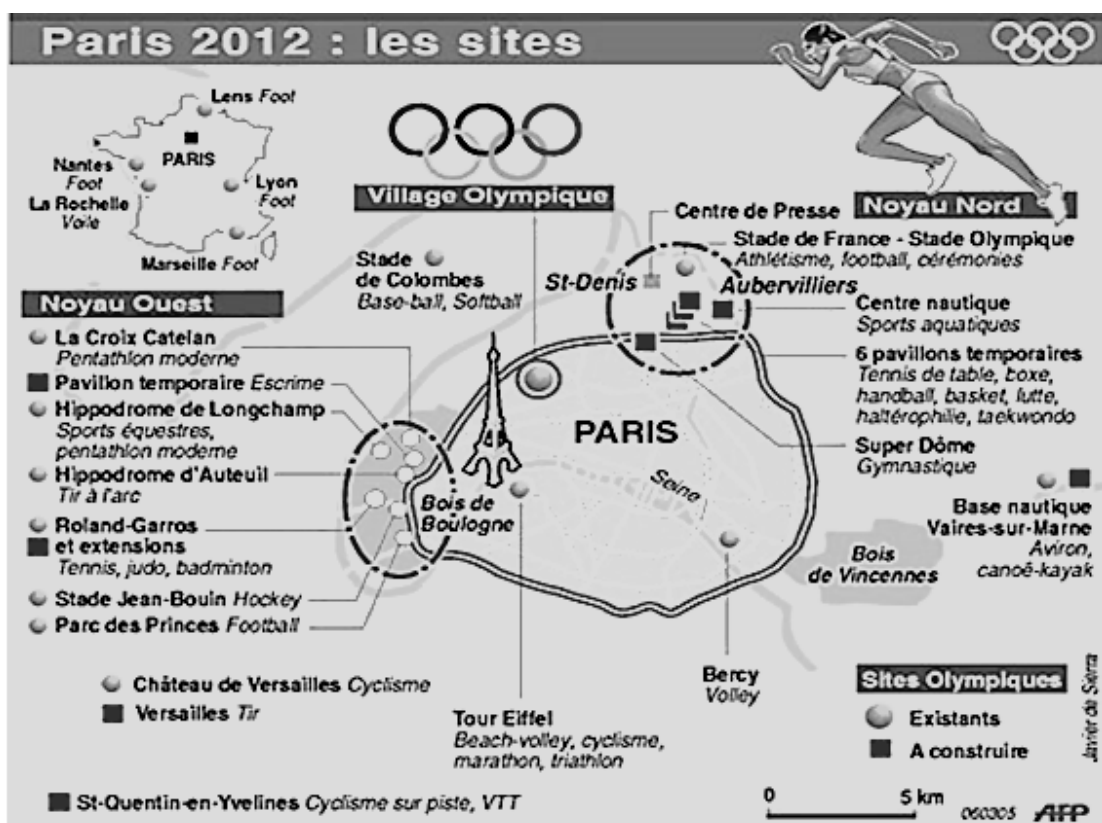 Paris 2012 : les sites
Lens Foot
PARIS
Nantes
Foot
La Rochelle
Voile
Lyon
Foot
Marseille Foot
Village Olympique
Centre de Presse
Noyau Nord
Stade de France - Stade Olympique
Athlétisme, football, cérémonies
St-Denis
Aubervilliers
Centre nautique
Sports aquatiques
6 pavillons temporaires
Tennis de table, boxe,
handball, basket, lutte,
haltérophilie, taekwondo
Super Dôme
Gymnastique
Base nautique
Vaires-sur-Marne
Aviron,
canoë-kayak
Stade
de Colombes
Base-ball, Softball
Noyau Ouest
La Croix Catelan
Pentathlon moderne
Pavillon temporaire Escrime
Hippodrome de Longchamp
Sports équestres,
pentathlon moderne
Hippodrome d'Auteuil
Tir à l'arc
Roland-Garros
et extensions
Tennis, judo, badminton
Stade Jean-Bouin Hockey
Parc des Princes Football
PARIS
Seine
Bois de
Boulogne
Bois
de Vincennes
Château de Versailles Cyclisme
Versailles Tir
Tour Eiffel
Beach-volley, cyclisme,
marathon, triathlon
Bercy
Volley
St-Quentin-en-Yvelines Cyclisme sur piste, VTT
Sites Olympiques
Existants
A construire
0 5 km
060305 AFP
Javier de Sierra